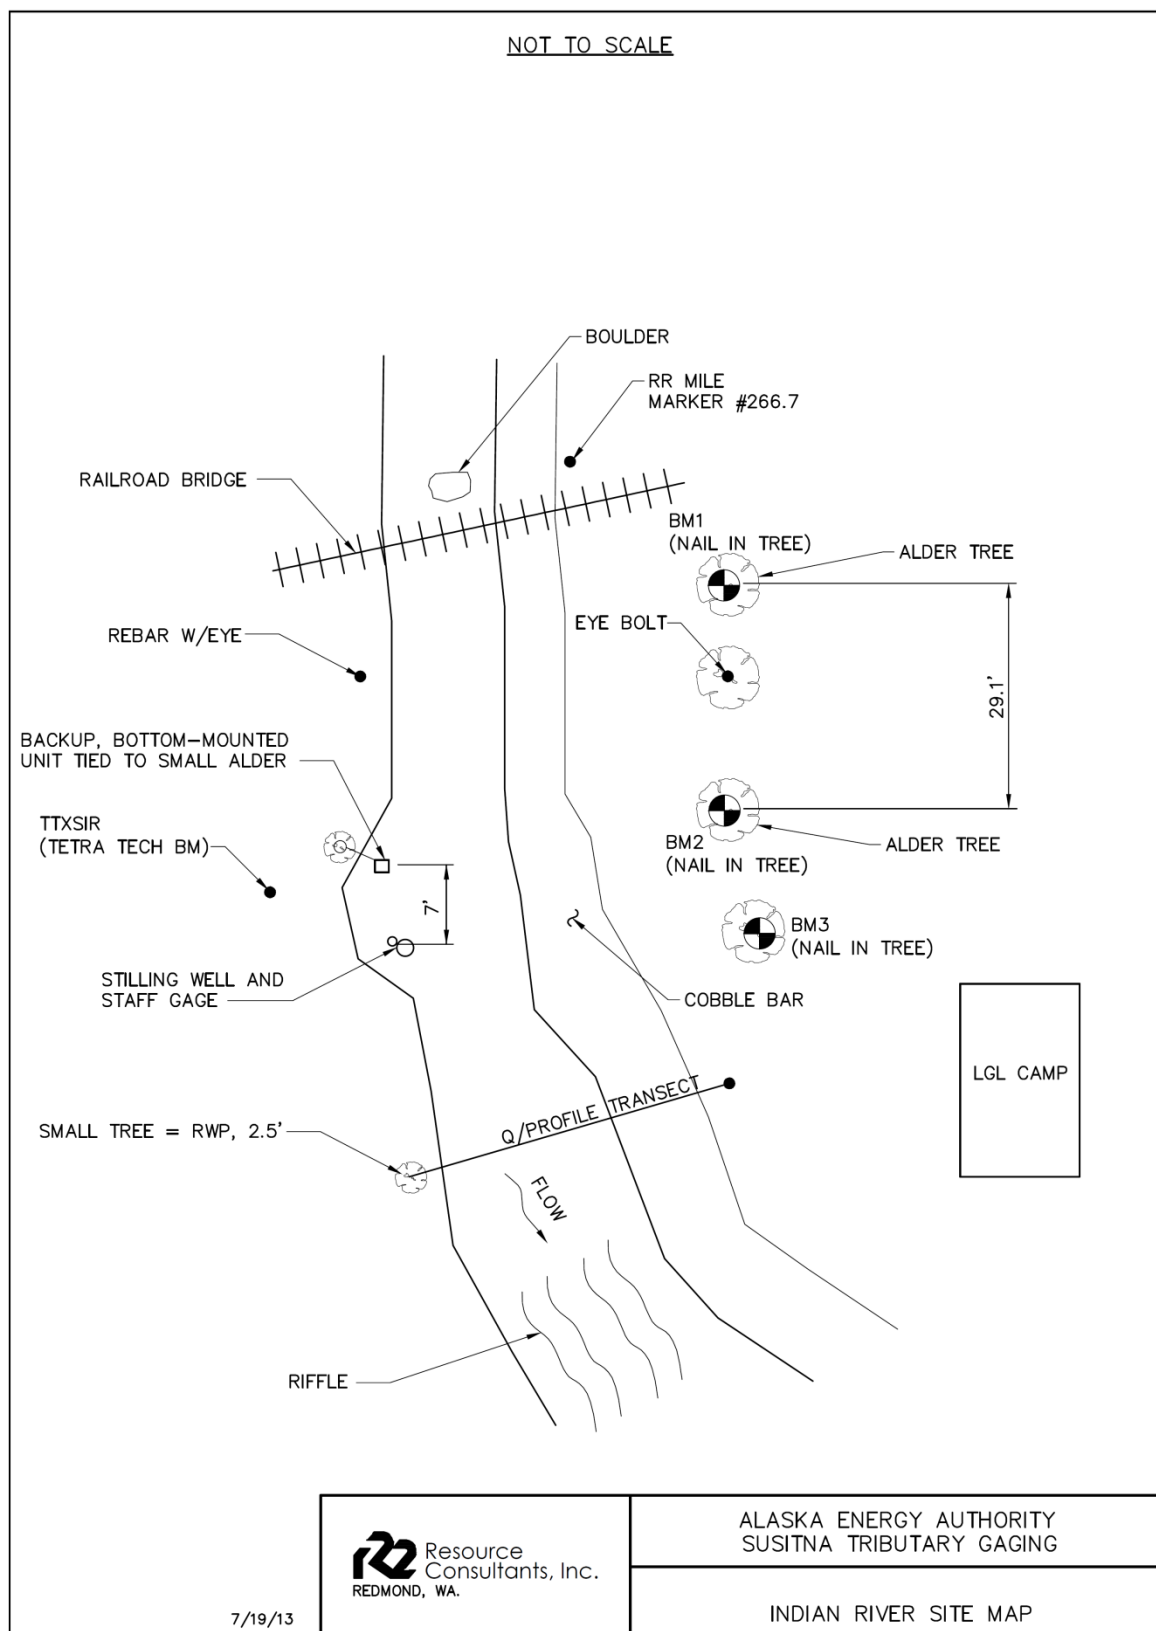 NOT TO SCALE
BOULDER
RR MILE
MARKER #266.7
RAILROAD BRIDGE
BM1
(NAIL IN TREE)
ALDER TREE
EYE BOLT
REBAR W/EYE
29.1'
BACKUP, BOTTOM-MOUNTED
UNIT TIED TO SMALL ALDER
TTXSIR
(TETRA TECH BM)
BM2
(NAIL IN TREE)
ALDER TREE
7'
BM3
(NAIL IN TREE)
STILLING WELL AND
STAFF GAGE
COBBLE BAR
LGL CAMP
Q/PROFILE TRANSECT
SMALL TREE = RWP, 2.5'
FLOW
RIFFLE
R2 Resource
Consultants, Inc.
REDMOND, WA.
ALASKA ENERGY AUTHORITY
SUSITNA TRIBUTARY GAGING
7/19/13
INDIAN RIVER SITE MAP